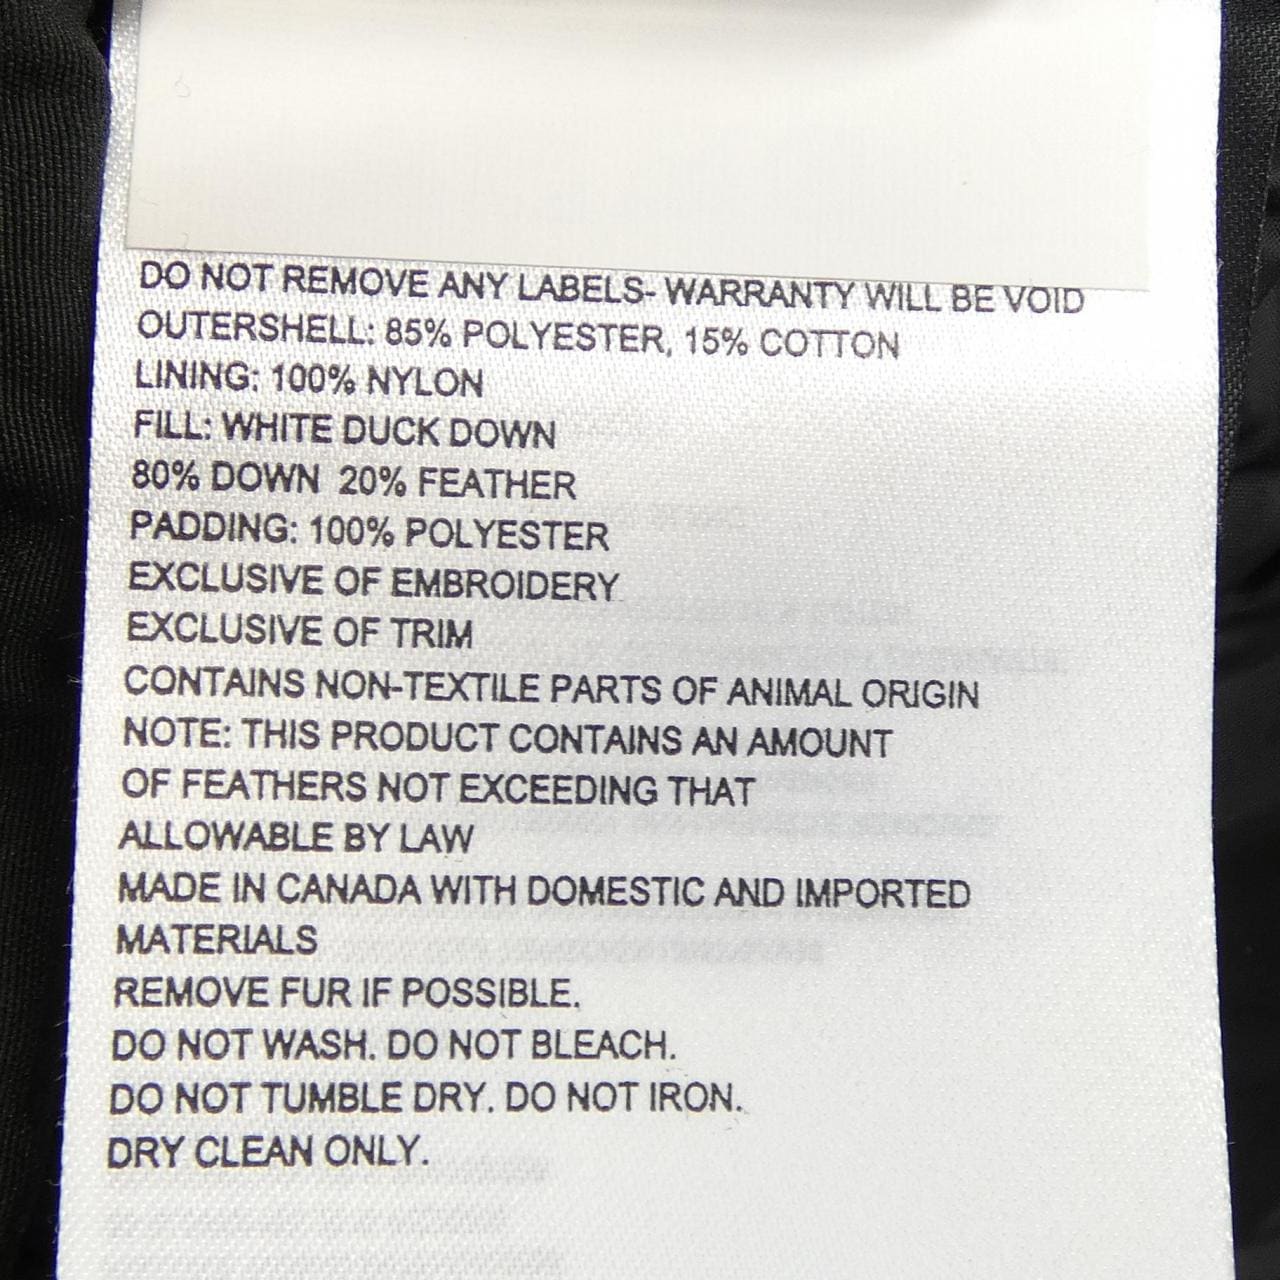 DO NOT REMOVE ANY LABELS- WARRANTY WILL BE VOID
OUTERSHELL: 85% POLYESTER, 15% COTTON
LINING: 100% NYLON
FILL: WHITE DUCK DOWN
80% DOWN  20% FEATHER
PADDING: 100% POLYESTER
EXCLUSIVE OF EMBROIDERY
EXCLUSIVE OF TRIM
CONTAINS NON-TEXTILE PARTS OF ANIMAL ORIGIN
NOTE: THIS PRODUCT CONTAINS AN AMOUNT
OF FEATHERS NOT EXCEEDING THAT
ALLOWABLE BY LAW
MADE IN CANADA WITH DOMESTIC AND IMPORTED
MATERIALS
REMOVE FUR IF POSSIBLE.
DO NOT WASH. DO NOT BLEACH.
DO NOT TUMBLE DRY. DO NOT IRON.
DRY CLEAN ONLY.